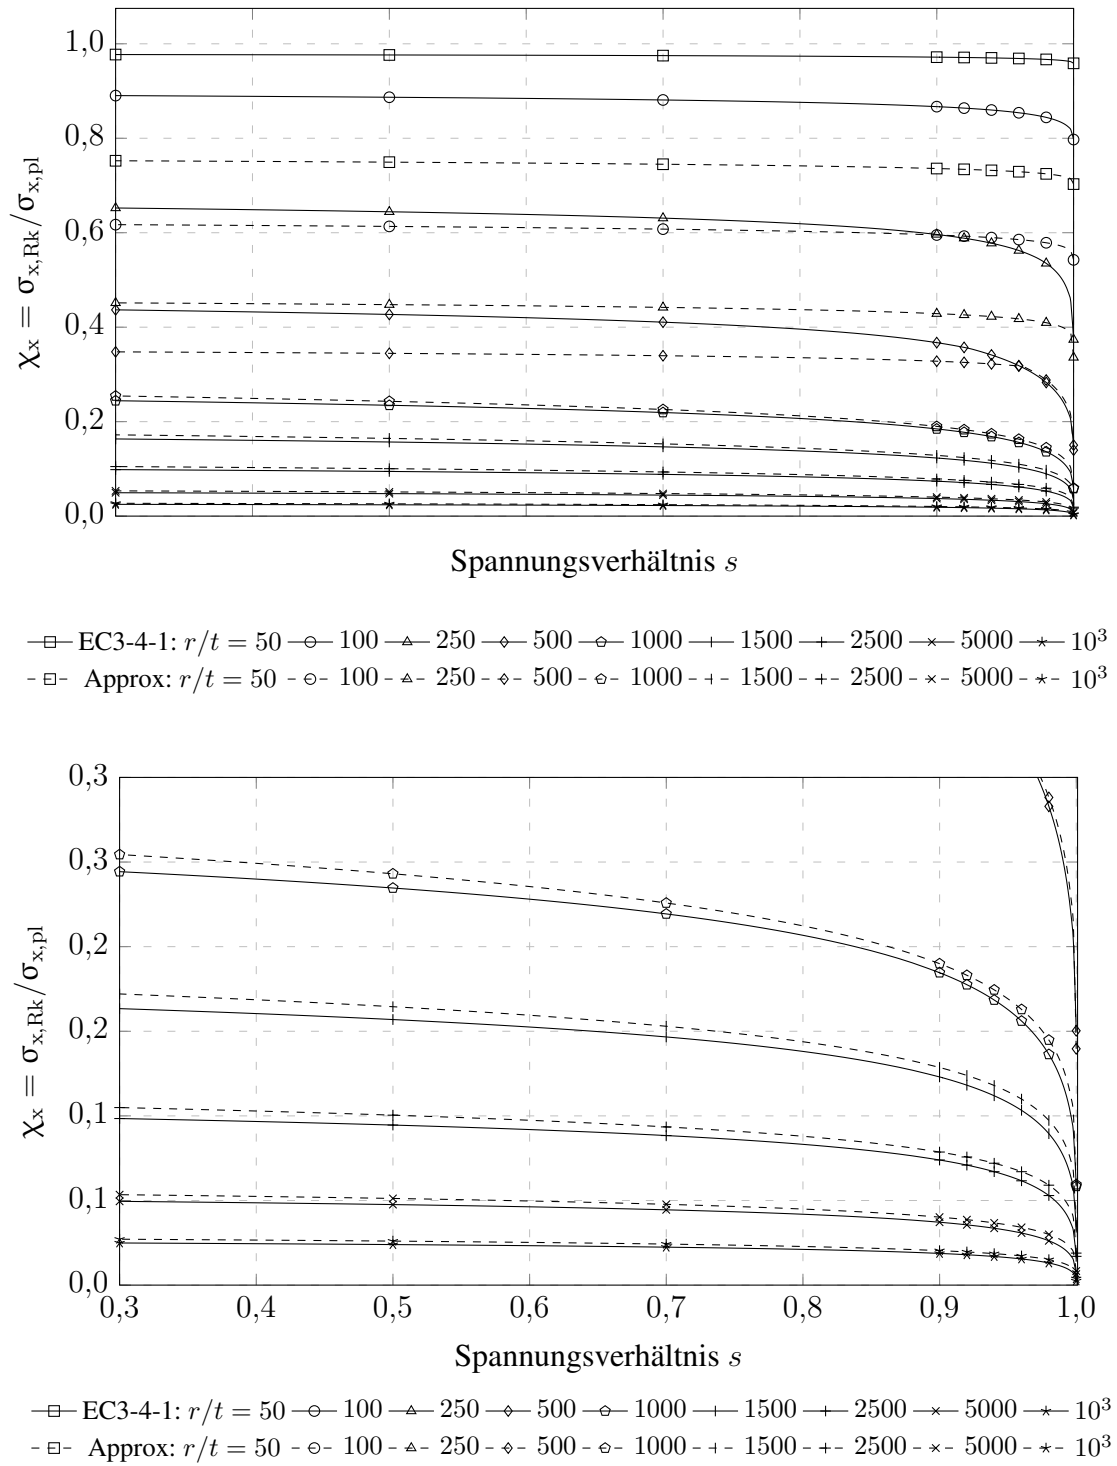 1,0
0,8
0,6
0,4
0,2
0,0
χx = σx,Rk/σx,pl
Spannungsverhältnis s
EC3-4-1: r/t = 50 100 250 500 1000 1500 2500 5000 10³
Approx: r/t = 50 100 250 500 1000 1500 2500 5000 10³
0,3
0,3
0,2
0,2
0,1
0,1
0,0
χx = σx,Rk/σx,pl
0,3 0,4 0,5 0,6 0,7 0,8 0,9 1,0
Spannungsverhältnis s
EC3-4-1: r/t = 50 100 250 500 1000 1500 2500 5000 10³
Approx: r/t = 50 100 250 500 1000 1500 2500 5000 10³